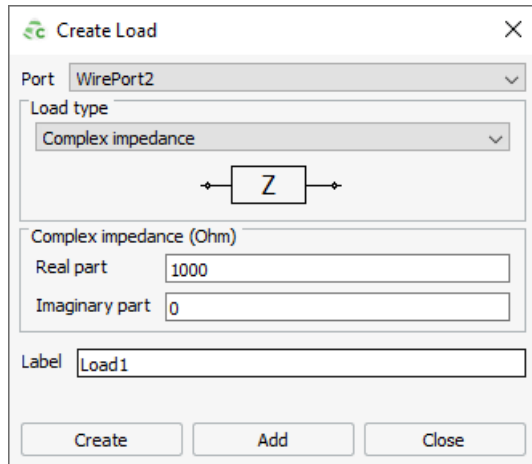 Create Load
Port WirePort2
Load type
Complex impedance
Z
Complex impedance (Ohm)
Real part 1000
Imaginary part 0
Label Load1
Create Add Close